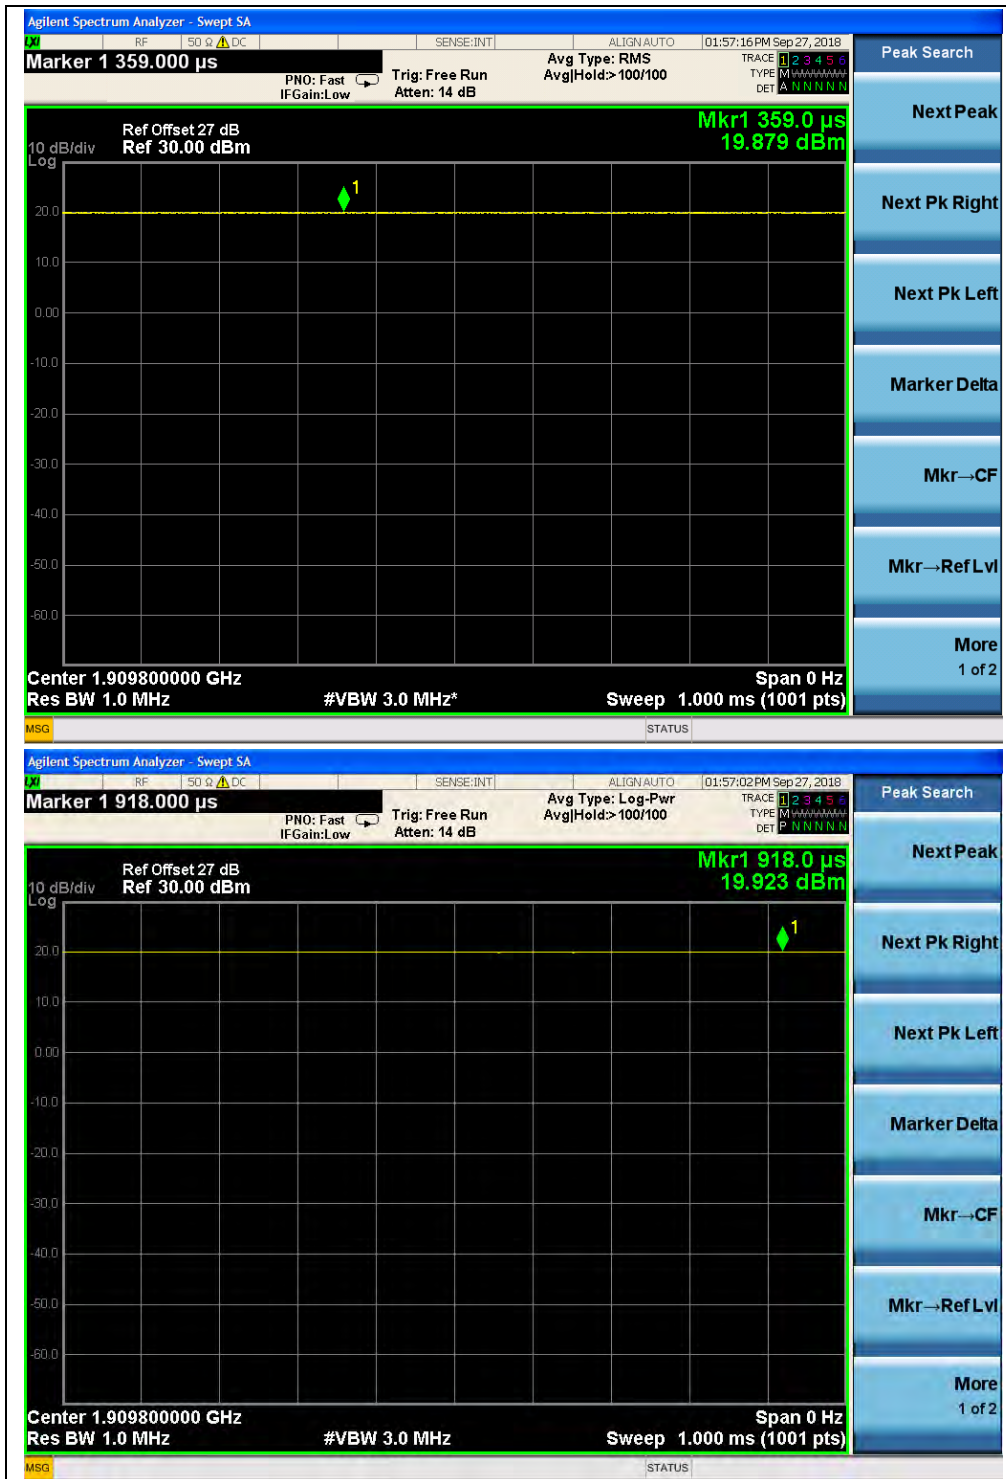 Agilent Spectrum Analyzer - Swept SA
LXI RF 50 Ω DC SENSE:INT ALIGN AUTO 01:57:16 PM Sep 27, 2018
Marker 1 359.000 µs
Avg Type: RMS
TRACE 1 2 3 4 5 6
PNO: Fast
Trig: Free Run
Avg|Hold:>100/100
TYPE M
IFGain:Low
Atten: 14 dB
DET A N N N N N
Ref Offset 27 dB
Mkr1 359.0 µs
10 dB/div Ref 30.00 dBm
19.879 dBm
Log
1
20.0
10.0
0.00
-10.0
-20.0
-30.0
-40.0
-50.0
-60.0
Center 1.909800000 GHz
Span 0 Hz
Res BW 1.0 MHz
#VBW 3.0 MHz*
Sweep 1.000 ms (1001 pts)
MSG
STATUS
Peak Search
Next Peak
Next Pk Right
Next Pk Left
Marker Delta
Mkr→CF
Mkr→Ref Lvl
More
1 of 2
Agilent Spectrum Analyzer - Swept SA
LXI RF 50 Ω DC SENSE:INT ALIGN AUTO 01:57:02 PM Sep 27, 2018
Marker 1 918.000 µs
Avg Type: Log-Pwr
TRACE 1 2 3 4 5 6
PNO: Fast
Trig: Free Run
Avg|Hold:>100/100
TYPE M
IFGain:Low
Atten: 14 dB
DET P N N N N N
Ref Offset 27 dB
Mkr1 918.0 µs
10 dB/div Ref 30.00 dBm
19.923 dBm
Log
1
20.0
10.0
0.00
-10.0
-20.0
-30.0
-40.0
-50.0
-60.0
Center 1.909800000 GHz
Span 0 Hz
Res BW 1.0 MHz
#VBW 3.0 MHz
Sweep 1.000 ms (1001 pts)
MSG
STATUS
Peak Search
Next Peak
Next Pk Right
Next Pk Left
Marker Delta
Mkr→CF
Mkr→Ref Lvl
More
1 of 2